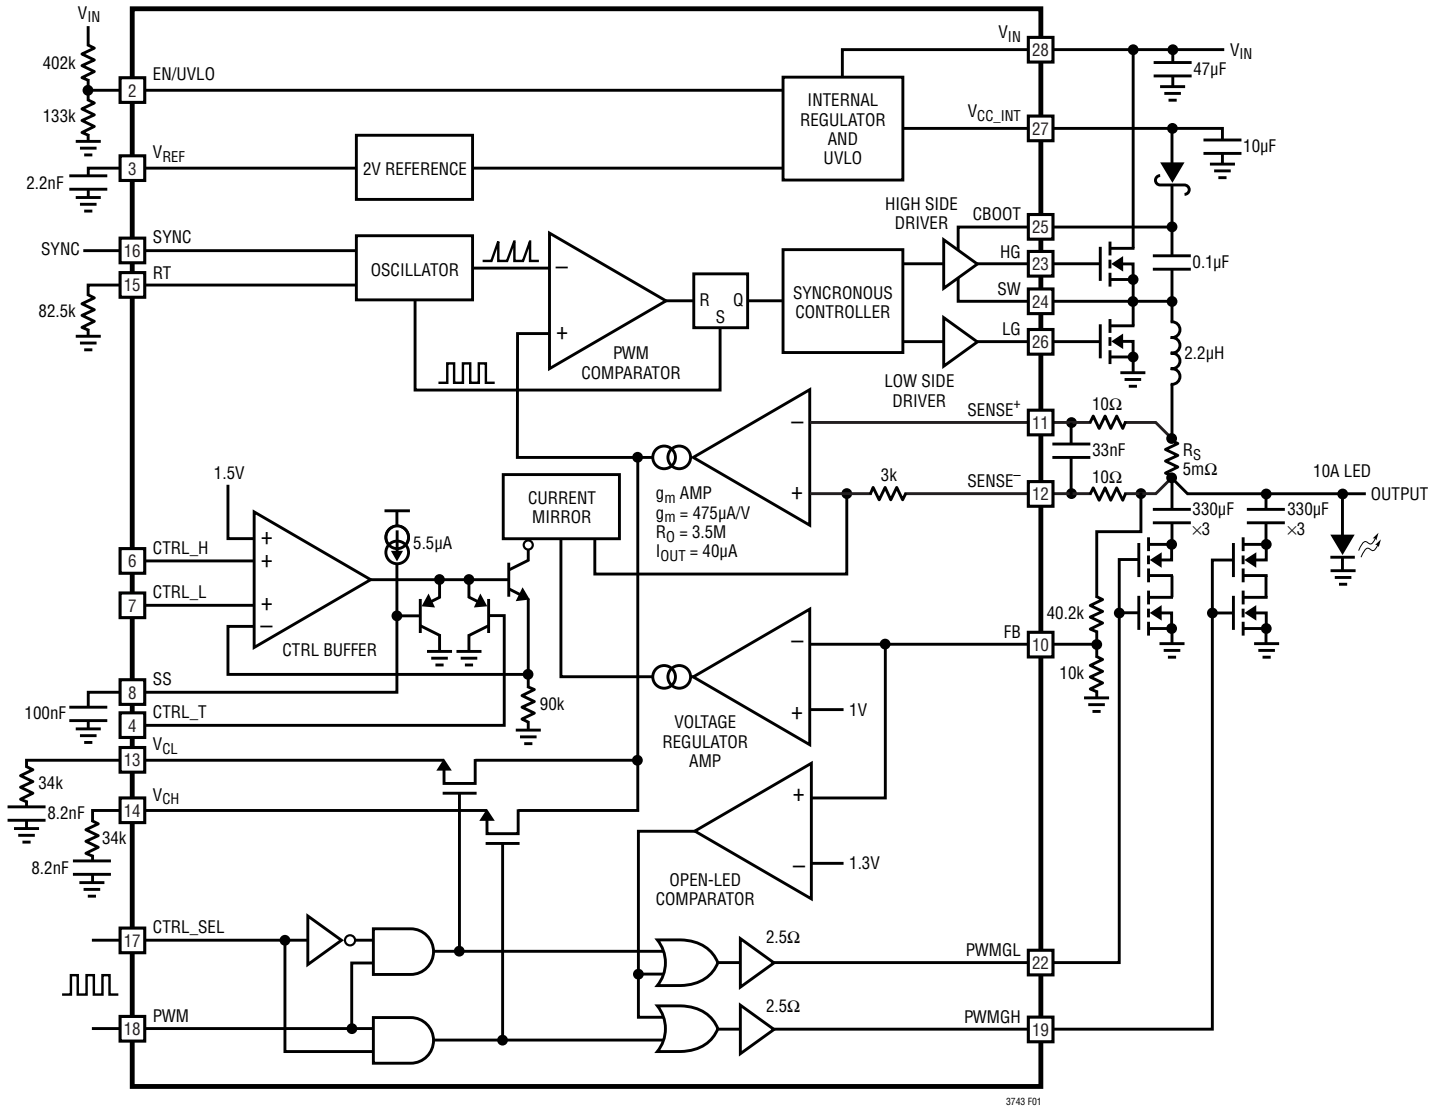 VIN
402k
2
EN/UVLO
133k
3
VREF
2.2nF
2V REFERENCE
INTERNAL
REGULATOR
AND
UVLO
VIN
28
VIN
47µF
VCC_INT
27
10µF
SYNC
16
SYNC
15
RT
82.5k
OSCILLATOR
–
+
PWM
COMPARATOR
R
Q
S
SYNCRONOUS
CONTROLLER
HIGH SIDE
DRIVER
CBOOT
25
HG
23
SW
24
LG
26
LOW SIDE
DRIVER
0.1µF
2.2µH
SENSE+
11
10Ω
33nF
RS
5mΩ
SENSE–
12
10Ω
3k
–
+
gm AMP
gm = 475µA/V
RO = 3.5M
IOUT = 40µA
10A LED
OUTPUT
330µF
×3
330µF
×3
1.5V
CURRENT
MIRROR
5.5µA
6
CTRL_H
7
CTRL_L
+
+
+
–
CTRL BUFFER
8
SS
100nF
4
CTRL_T
90k
40.2k
FB
10
10k
–
+
1V
VOLTAGE
REGULATOR
AMP
13
VCL
34k
8.2nF
14
VCH
34k
8.2nF
+
–
1.3V
OPEN-LED
COMPARATOR
17
CTRL_SEL
18
PWM
2.5Ω
PWMGL
22
2.5Ω
PWMGH
19
3743 F01